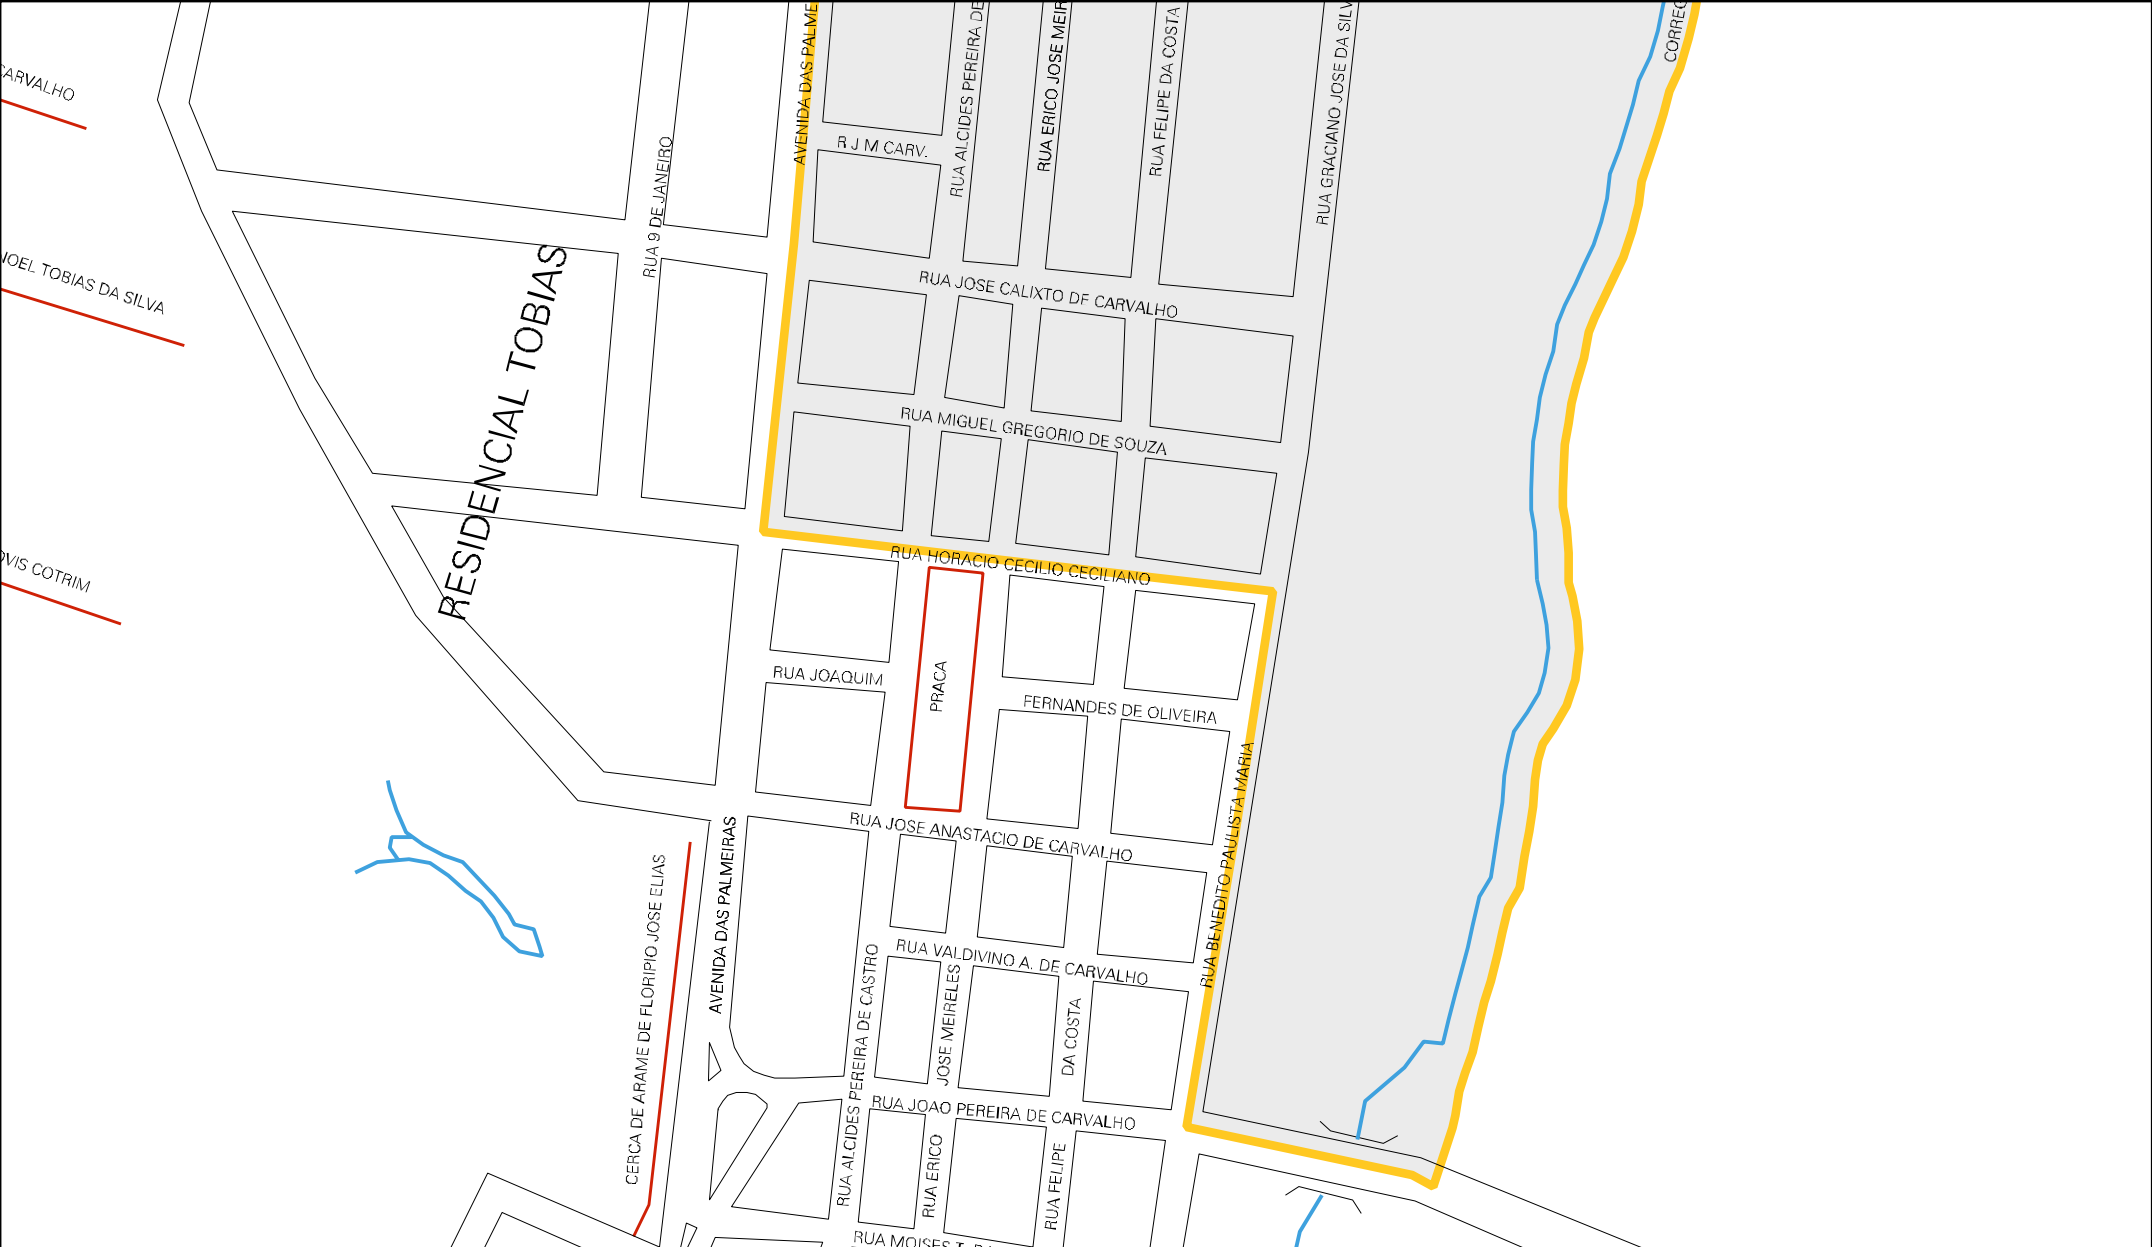 CARVALHO
NOEL TOBIAS DA SILVA
OVIS COTRIM
RESIDENCIAL TOBIAS
RUA 9 DE JANEIRO
AVENIDA DAS PALME
R J M CARV.
RUA ALCIDES PEREIRA DE
RUA ERICO JOSE MEIR
RUA FELIPE DA COSTA
RUA GRACIANO JOSE DA SILV
CORREG
RUA JOSE CALIXTO DF CARVALHO
RUA MIGUEL GREGORIO DE SOUZA
RUA HORACIO CECILIO CECILIANO
RUA JOAQUIM
PRACA
FERNANDES DE OLIVEIRA
RUA BENEDITO PAULISTA MARIA
RUA JOSE ANASTACIO DE CARVALHO
CERCA DE ARAME DE FLORIPIO JOSE ELIAS
AVENIDA DAS PALMEIRAS
RUA VALDIVINO A. DE CARVALHO
RUA ALCIDES PEREIRA DE CASTRO
JOSE MEIRELES
DA COSTA
RUA JOAO PEREIRA DE CARVALHO
RUA ERICO
RUA FELIPE
RUA MOISES T.